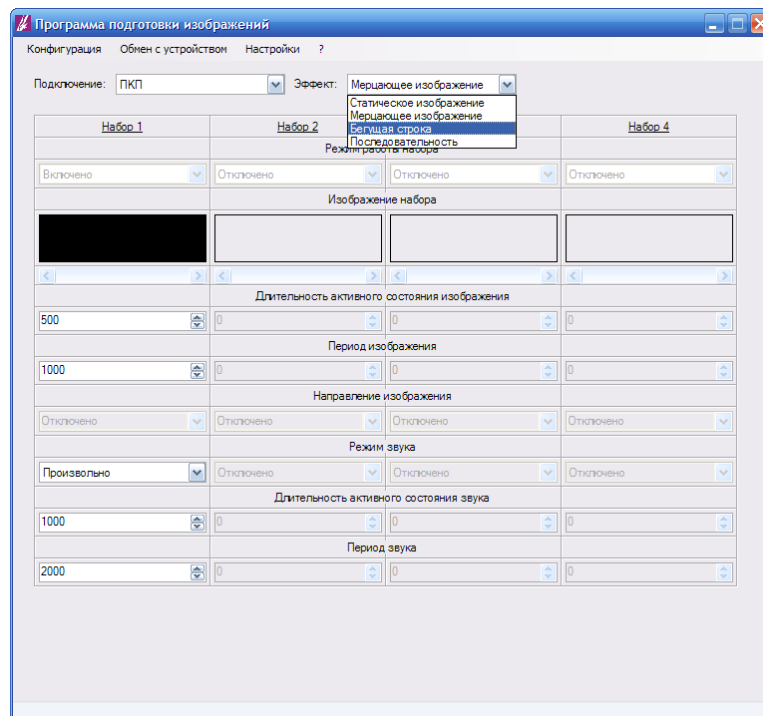 Программа подготовки изображений
Конфигурация Обмен с устройством Настройки ?
Подключение: ПКП Эффект: Мерцающее изображение
Статическое изображение
Мерцающее изображение
Бегущая строка
Последовательность
Набор 1 Набор 2 Набор 4
Режим работы набора
Включено Отключено Отключено Отключено
Изображение набора
Длительность активного состояния изображения
500 0 0 0
Период изображения
1000 0 0 0
Направление изображения
Отключено Отключено Отключено Отключено
Режим звука
Произвольно Отключено Отключено Отключено
Длительность активного состояния звука
1000 0 0 0
Период звука
2000 0 0 0